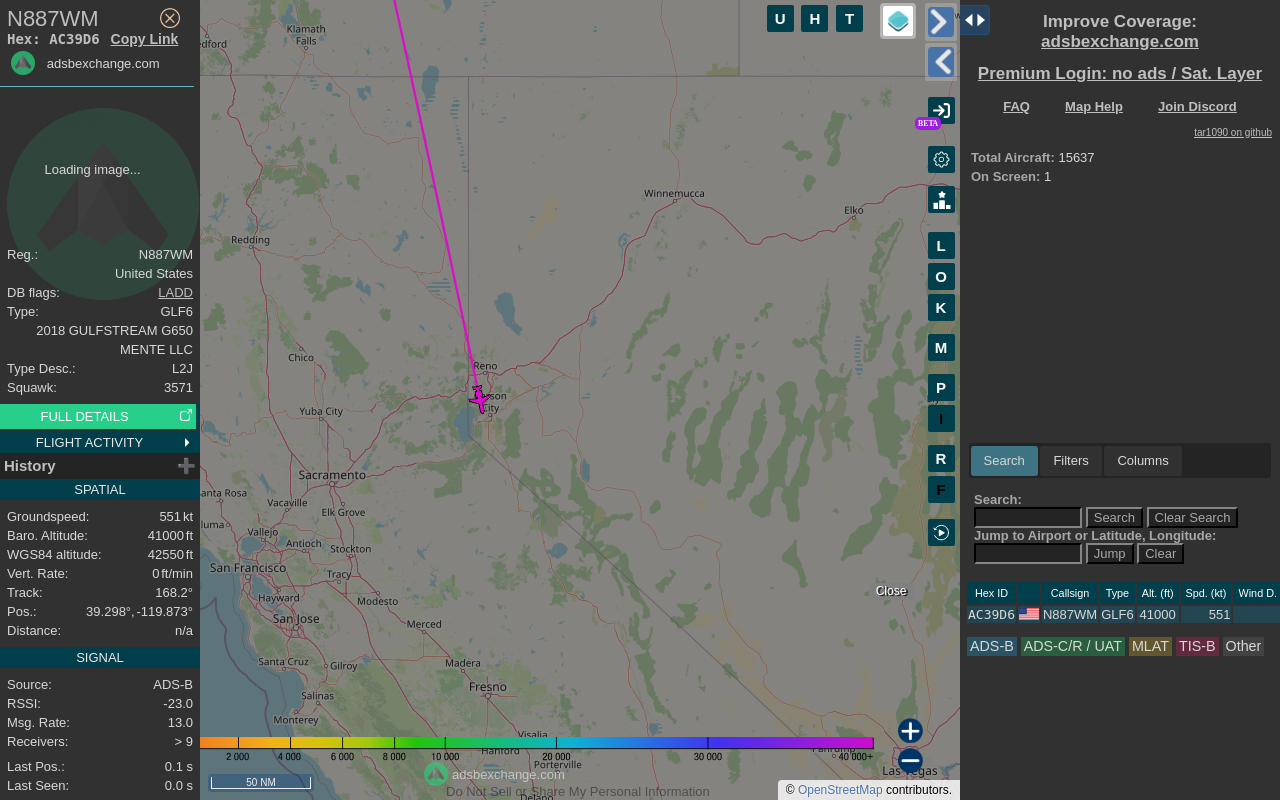 N887WM
Hex: AC39D6 Copy Link
adsbexchange.com
Loading image...
Reg.: N887WM
United States
DB flags: LADD
Type: GLF6
2018 GULFSTREAM G650
MENTE LLC
Type Desc.: L2J
Squawk: 3571
FULL DETAILS
FLIGHT ACTIVITY
History
SPATIAL
Groundspeed: 551 kt
Baro. Altitude: 41000 ft
WGS84 altitude: 42550 ft
Vert. Rate: 0 ft/min
Track: 168.2°
Pos.: 39.298°, -119.873°
Distance: n/a
SIGNAL
Source: ADS-B
RSSI: -23.0
Msg. Rate: 13.0
Receivers: > 9
Last Pos.: 0.1 s
Last Seen: 0.0 s
Klamath
Falls
edford
Redding
Winnemucca
Elko
Chico
Reno
son
City
Yuba City
Sacramento
anta Rosa
Vacaville
Elk Grove
luma
Vallejo
Antioch
Stockton
San Francisco
Tracy
Hayward
Modesto
San Jose
Merced
Santa Cruz
Gilroy
Madera
Salinas
Fresno
Monterey
Visalia
Hanford
Porterville
Delano
Pahrump
Las Vegas
U H T
BETA
L
O
K
M
P
I
R
F
Close
2 000 4 000 6 000 8 000 10 000 20 000 30 000 40 000+
50 NM
adsbexchange.com
Do Not Sell or Share My Personal Information
© OpenStreetMap contributors.
Improve Coverage:
adsbexchange.com
Premium Login: no ads / Sat. Layer
FAQ Map Help Join Discord
tar1090 on github
Total Aircraft: 15637
On Screen: 1
Search Filters Columns
Search:
Search Clear Search
Jump to Airport or Latitude, Longitude:
Jump Clear
Hex ID Callsign Type Alt. (ft) Spd. (kt) Wind D.
AC39D6 N887WM GLF6 41000 551
ADS-B ADS-C/R / UAT MLAT TIS-B Other